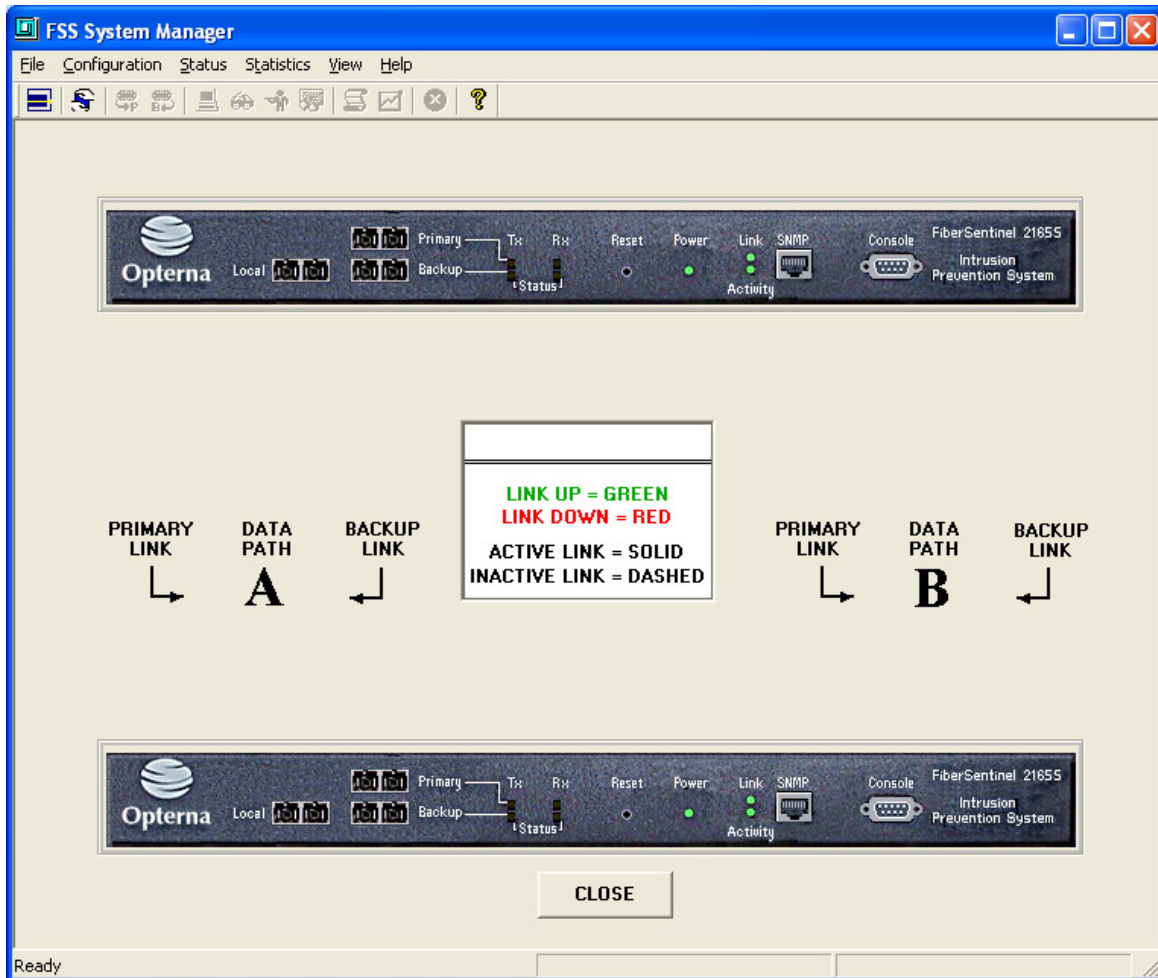 FSS System Manager
File Configuration Status Statistics View Help
Opterna
Local
Primary
Backup
Tx Rx
Status
Reset
Power
Link
Activity
SNMP
Console
FiberSentinel 2165S
Intrusion
Prevention System
LINK UP = GREEN
LINK DOWN = RED
ACTIVE LINK = SOLID
INACTIVE LINK = DASHED
PRIMARY
LINK
DATA
PATH
A
BACKUP
LINK
PRIMARY
LINK
DATA
PATH
B
BACKUP
LINK
Opterna
Local
Primary
Backup
Tx Rx
Status
Reset
Power
Link
Activity
SNMP
Console
FiberSentinel 2165S
Intrusion
Prevention System
CLOSE
Ready